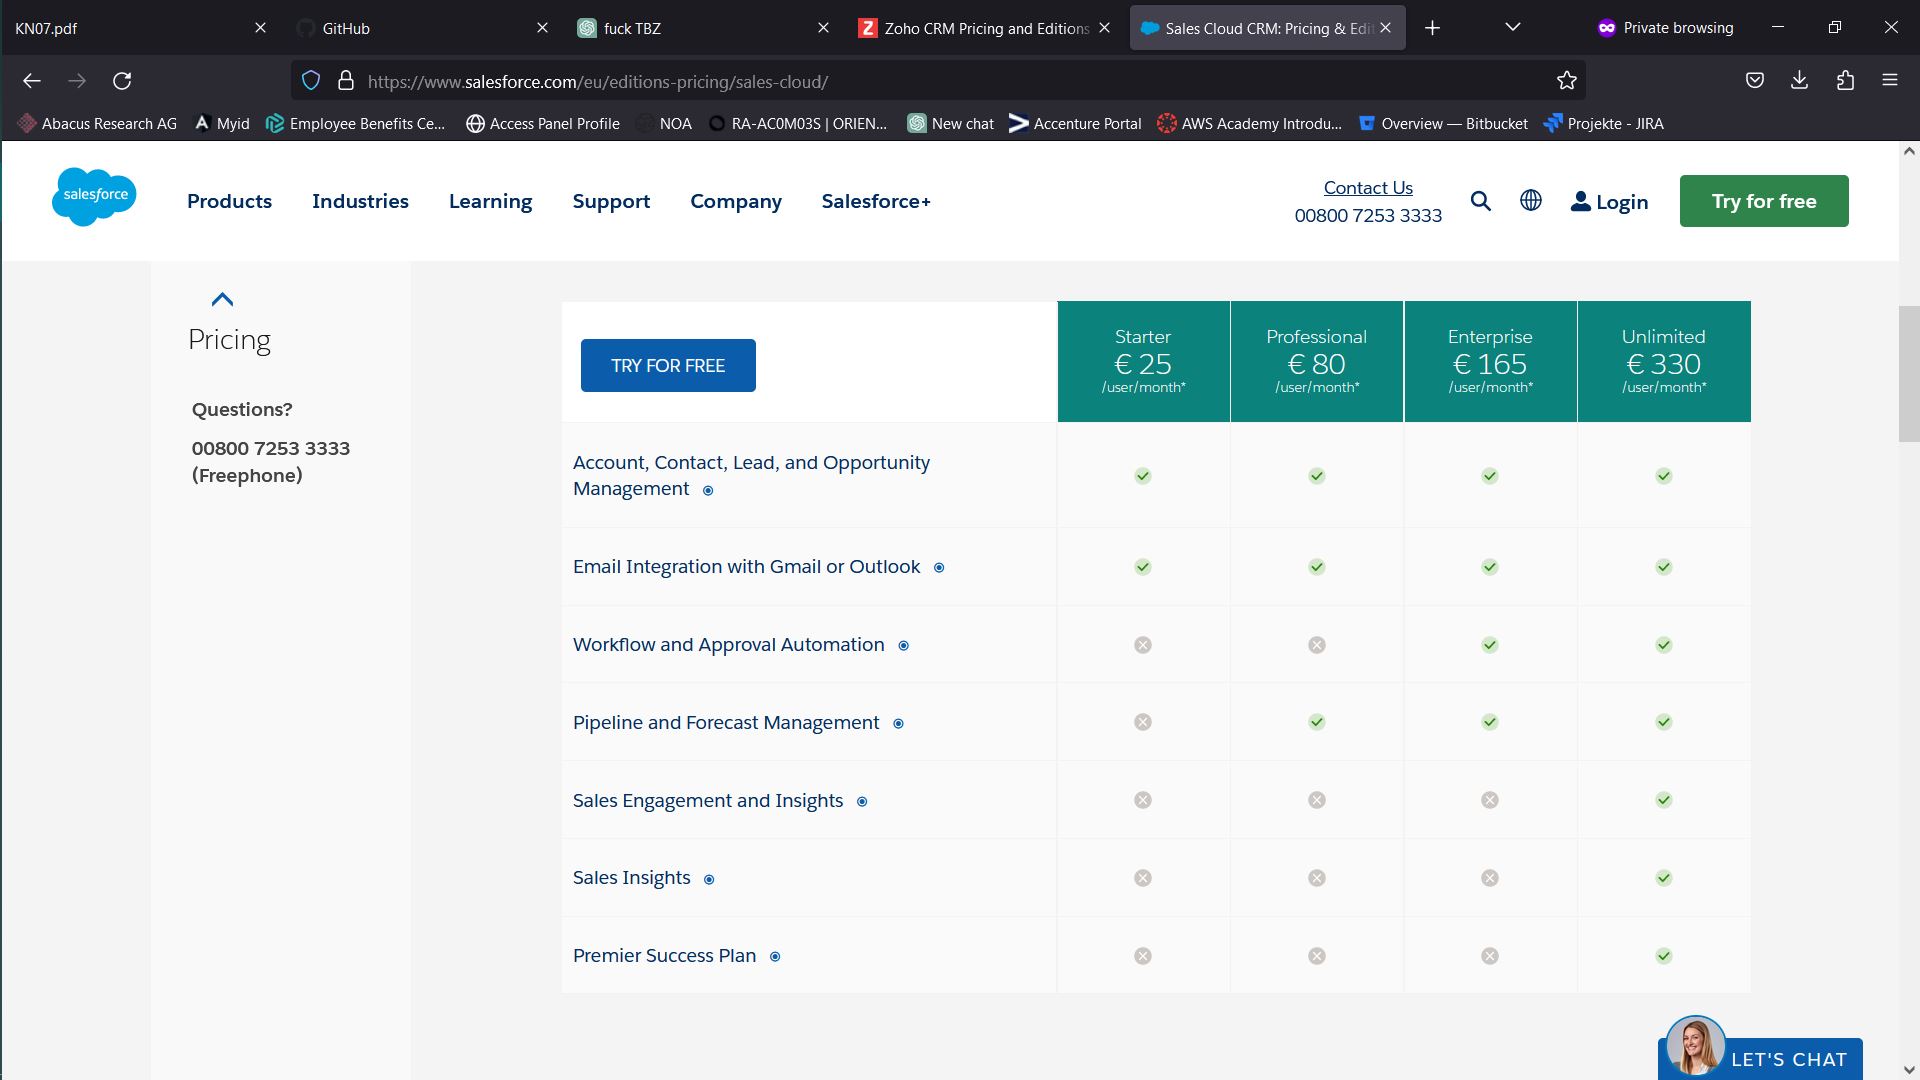 KN07.pdf
GitHub
fuck TBZ
Zoho CRM Pricing and Editions
Sales Cloud CRM: Pricing & Edit
Private browsing
https://www.salesforce.com/eu/editions-pricing/sales-cloud/
Abacus Research AG
Myid
Employee Benefits Ce...
Access Panel Profile
NOA
RA-AC0M03S | ORIEN...
New chat
Accenture Portal
AWS Academy Introdu...
Overview — Bitbucket
Projekte - JIRA
salesforce
Products
Industries
Learning
Support
Company
Salesforce+
Contact Us
00800 7253 3333
Login
Try for free
Pricing
Questions?
00800 7253 3333
(Freephone)
TRY FOR FREE
Starter
€ 25
/user/month*
Professional
€ 80
/user/month*
Enterprise
€ 165
/user/month*
Unlimited
€ 330
/user/month*
Account, Contact, Lead, and Opportunity
Management
Email Integration with Gmail or Outlook
Workflow and Approval Automation
Pipeline and Forecast Management
Sales Engagement and Insights
Sales Insights
Premier Success Plan
LET'S CHAT